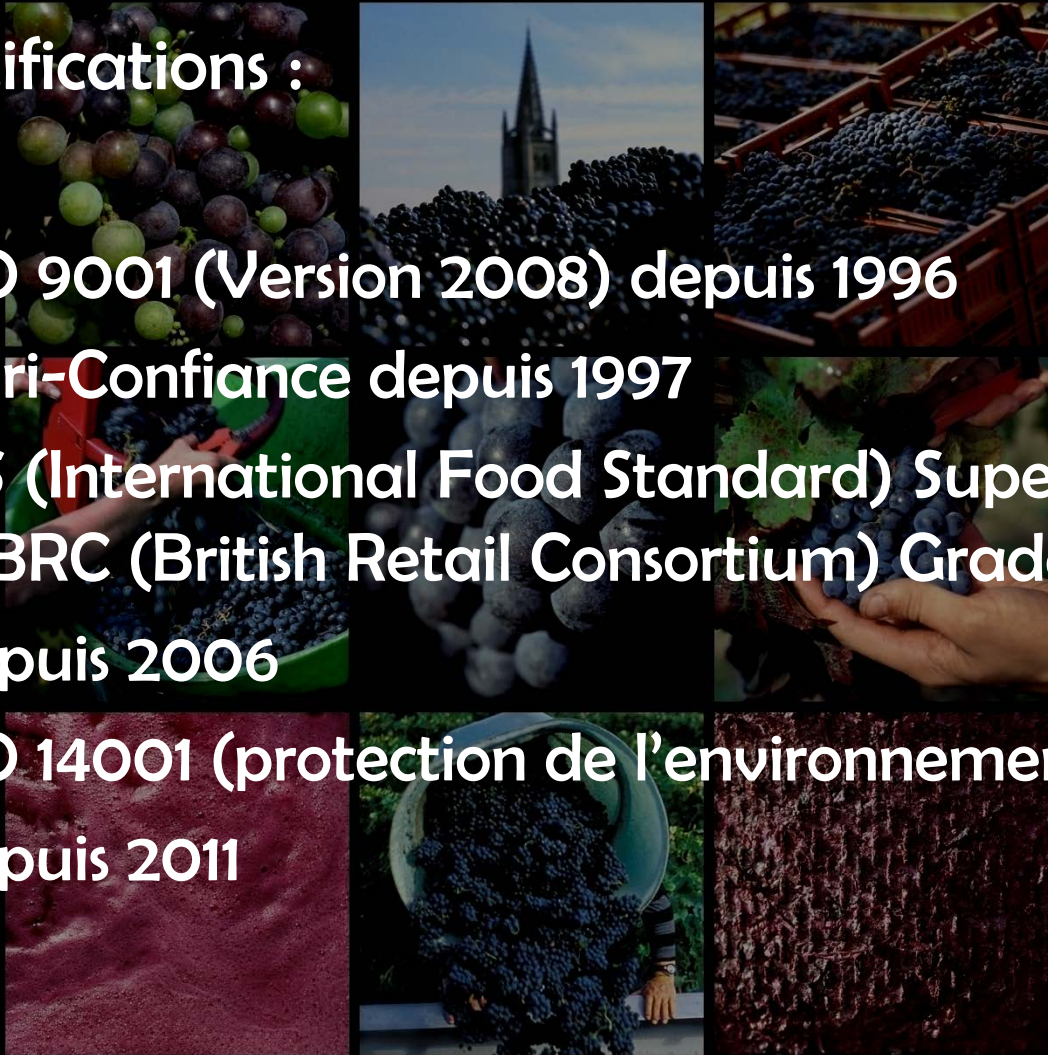 ifications :
9001 (Version 2008) depuis 1996
ri-Confiance depuis 1997
(International Food Standard) Supe
BRC (British Retail Consortium) Grad
puis 2006
14001 (protection de l’environnemen
puis 2011